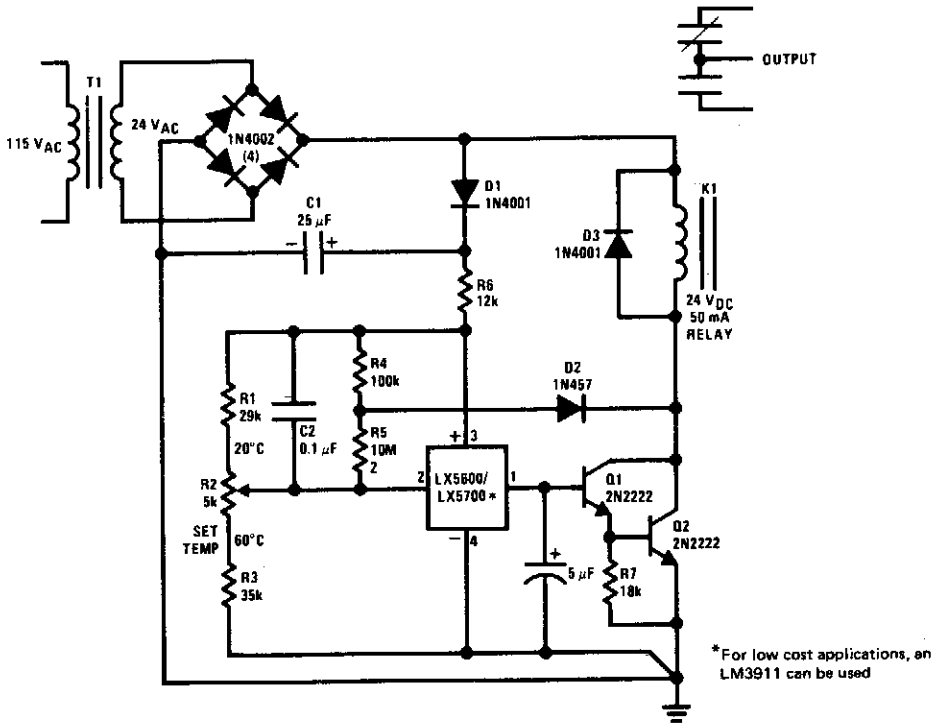 OUTPUT
T1
115 VAC
24 VAC
1N4002
(4)
D1
1N4001
C1
25 µF
- +
R6
12k
D3
1N4001
K1
24 VDC
50 mA
RELAY
R1
29k
20°C
R2
5k
SET
TEMP
60°C
R3
35k
C2
0.1 µF
R4
100k
R5
10M
2
D2
1N457
+ 3
2
LX5600/
LX5700 *
1
- 4
+
5 µF
Q1
2N2222
Q2
2N2222
R7
18k
*For low cost applications, an
LM3911 can be used